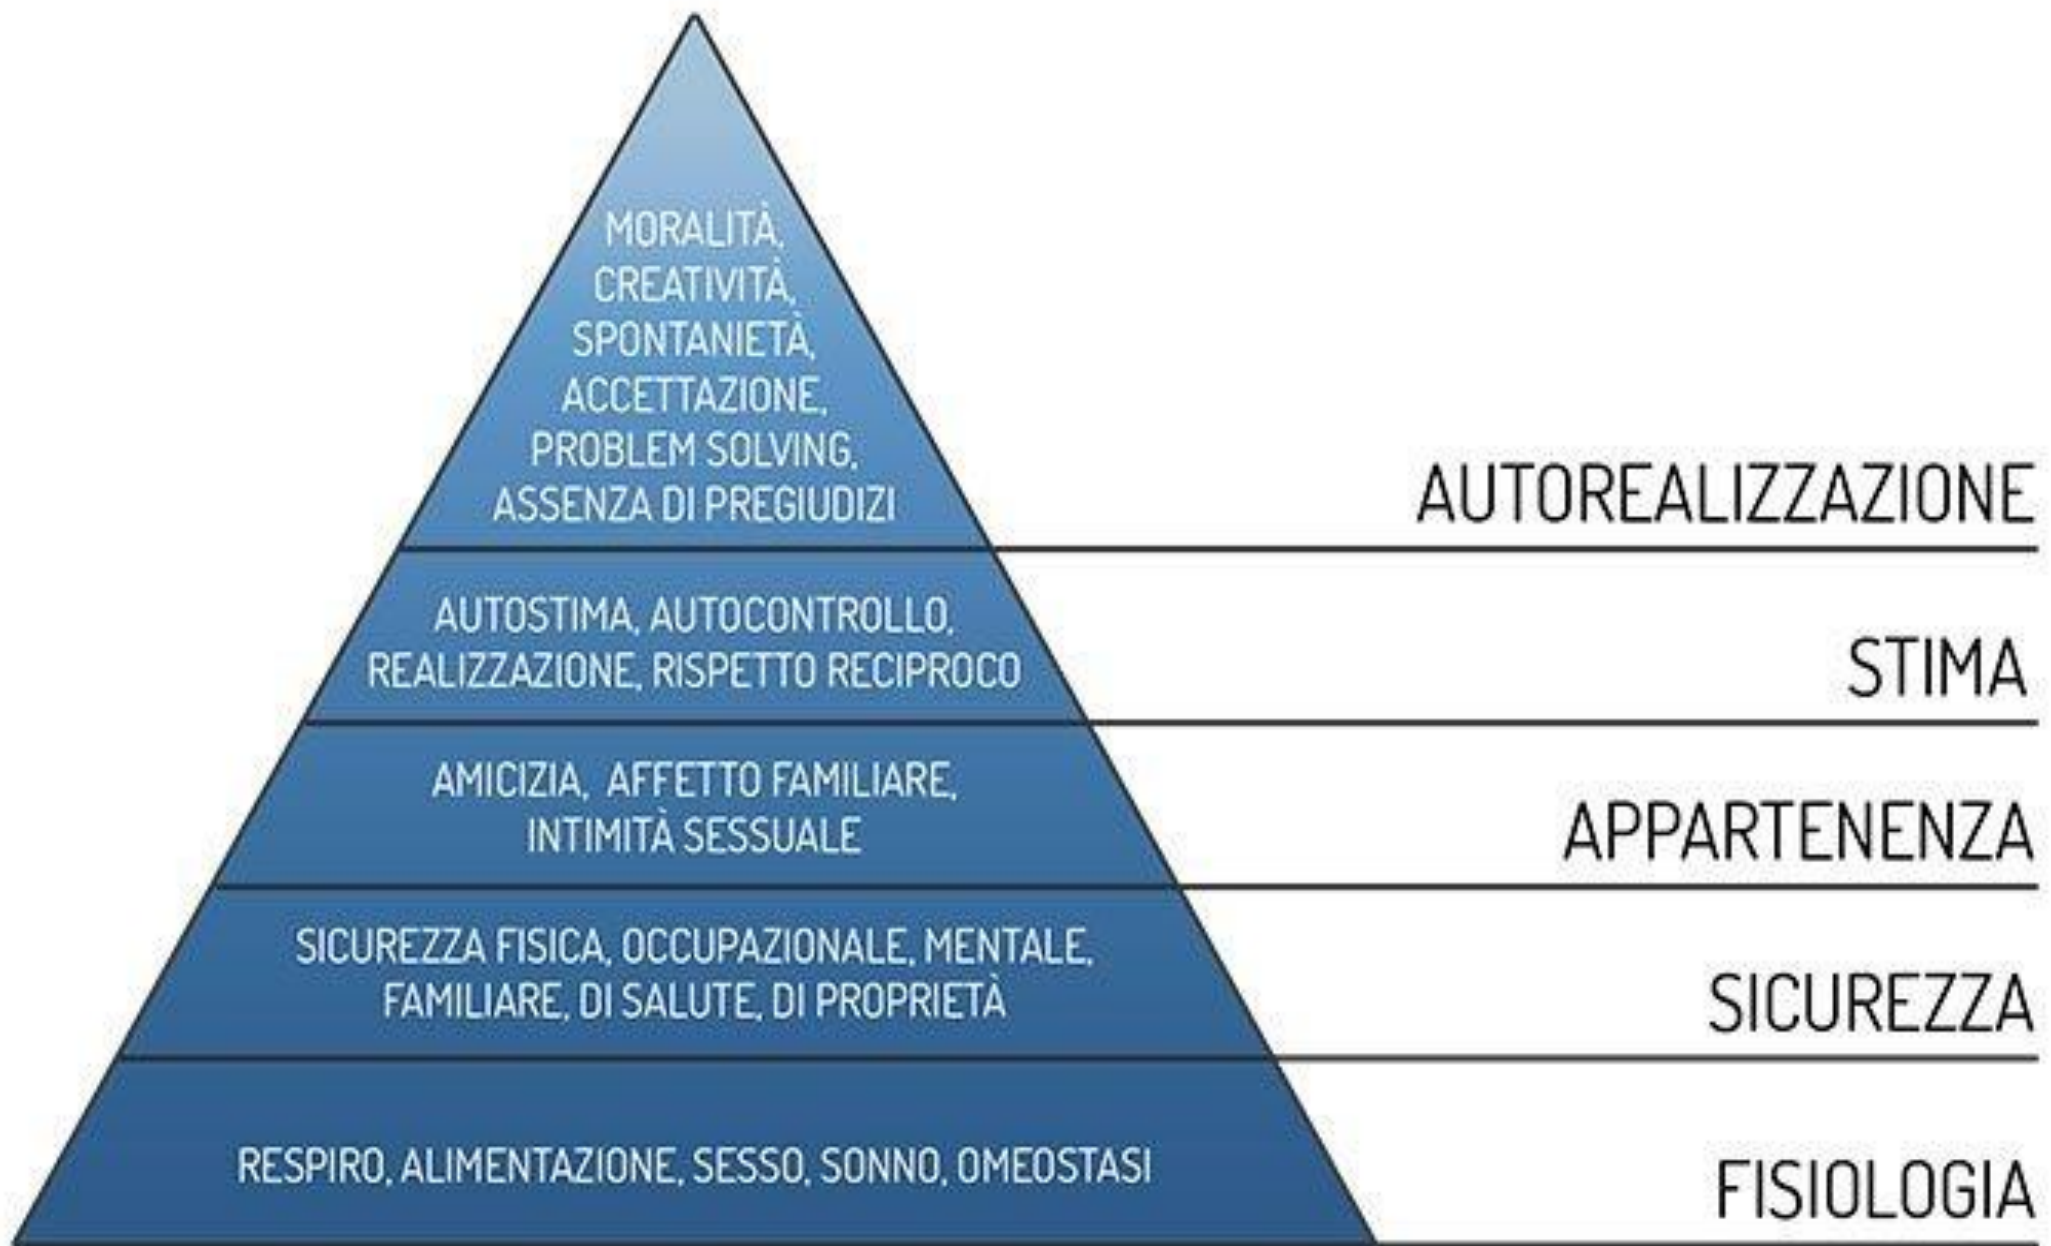 MORALITÀ,
CREATIVITÀ,
SPONTANIETÀ,
ACCETTAZIONE,
PROBLEM SOLVING,
ASSENZA DI PREGIUDIZI
AUTOREALIZZAZIONE
AUTOSTIMA, AUTOCONTROLLO,
REALIZZAZIONE, RISPETTO RECIPROCO
STIMA
AMICIZIA, AFFETTO FAMILIARE,
INTIMITÀ SESSUALE
APPARTENENZA
SICUREZZA FISICA, OCCUPAZIONALE, MENTALE,
FAMILIARE, DI SALUTE, DI PROPRIETÀ
SICUREZZA
RESPIRO, ALIMENTAZIONE, SESSO, SONNO, OMEOSTASI
FISIOLOGIA